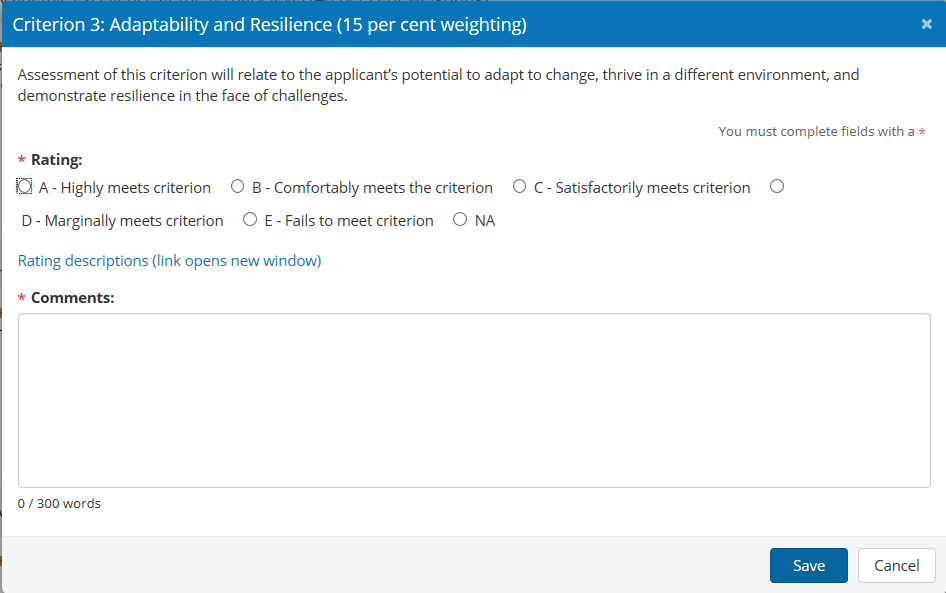 Criterion 3: Adaptability and Resilience (15 per cent weighting)
×
Assessment of this criterion will relate to the applicant’s potential to adapt to change, thrive in a different environment, and
demonstrate resilience in the face of challenges.
You must complete fields with a *
* Rating:
A - Highly meets criterion B - Comfortably meets the criterion C - Satisfactorily meets criterion
D - Marginally meets criterion E - Fails to meet criterion NA
Rating descriptions (link opens new window)
* Comments:
0 / 300 words
Save Cancel